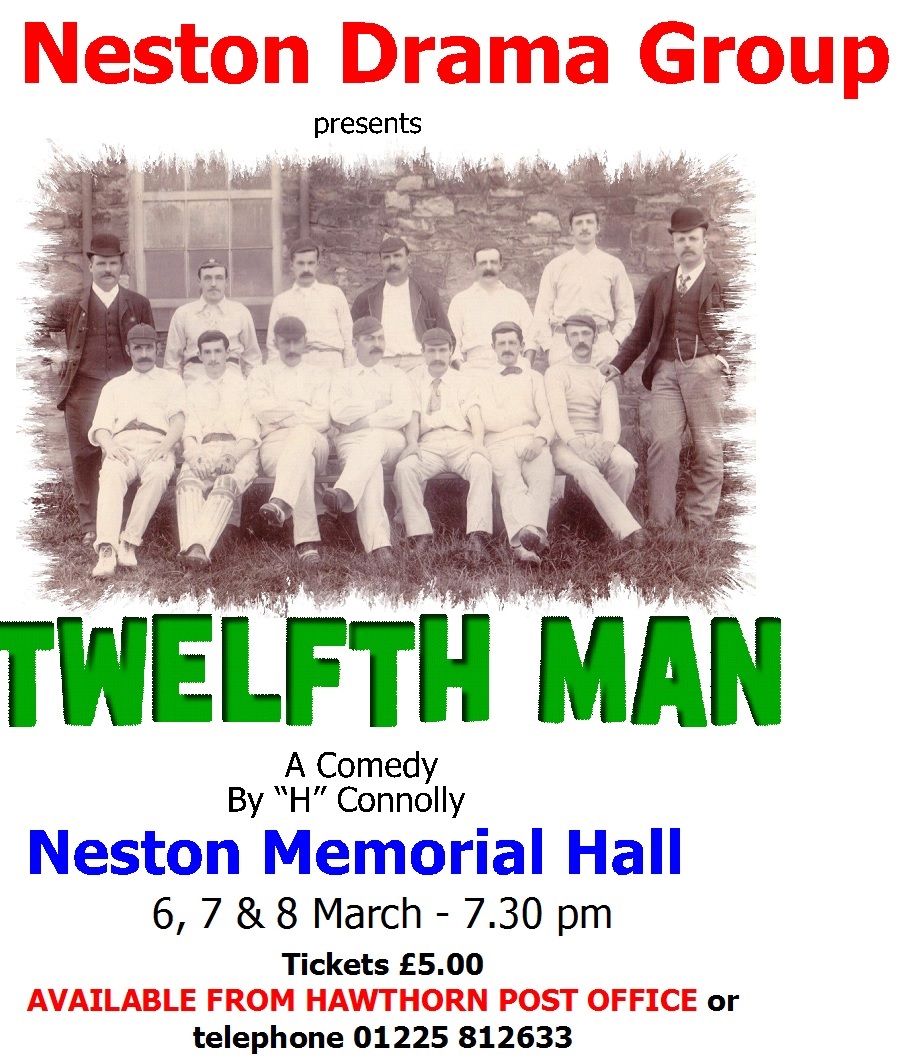 Neston Drama Group
presents
TWELFTH MAN
A Comedy
By “H” Connolly
Neston Memorial Hall
6, 7 & 8 March - 7.30 pm
Tickets £5.00
AVAILABLE FROM HAWTHORN POST OFFICE or
telephone 01225 812633